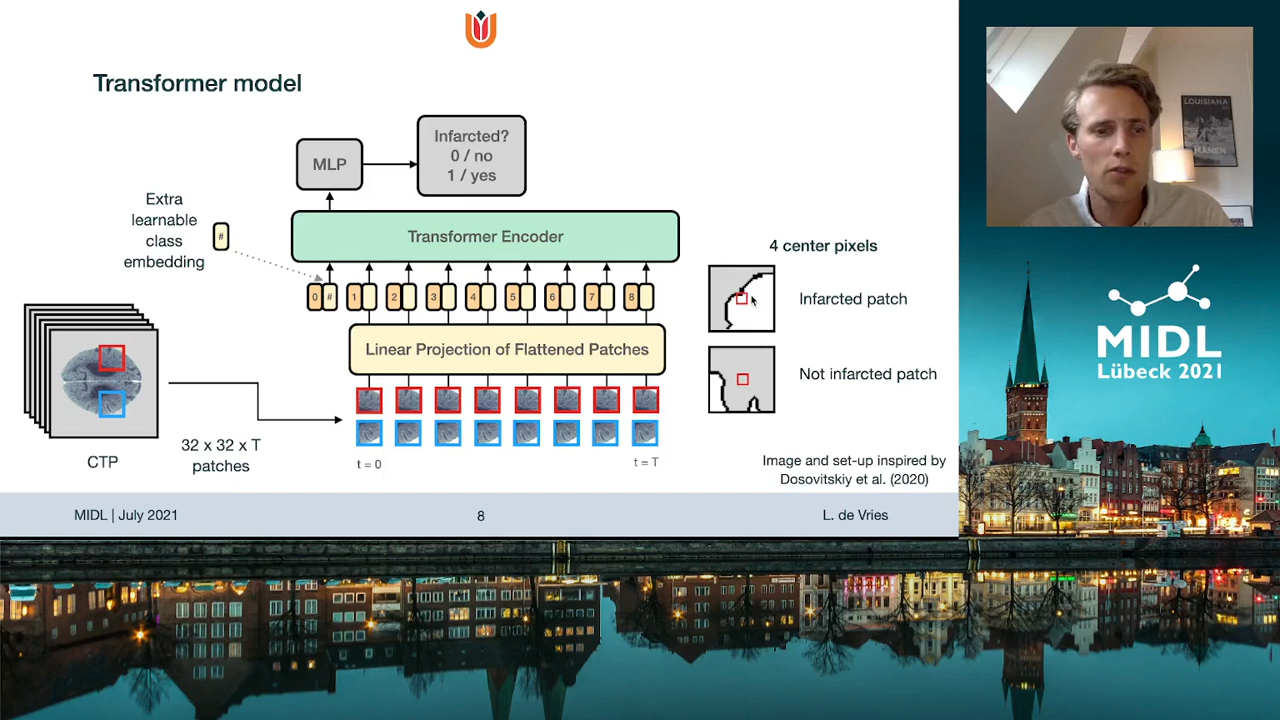 Transformer model
Infarcted?
0 / no
1 / yes
MLP
Extra
learnable
class
embedding
#
Transformer Encoder
0 # 1 2 3 4 5 6 7 8
Linear Projection of Flattened Patches
CTP
32 x 32 x T
patches
t = 0
t = T
4 center pixels
Infarcted patch
Not infarcted patch
Image and set-up inspired by
Dosovitskiy et al. (2020)
MIDL | July 2021
8
L. de Vries
LOUISIANA
MIDL
Lübeck 2021